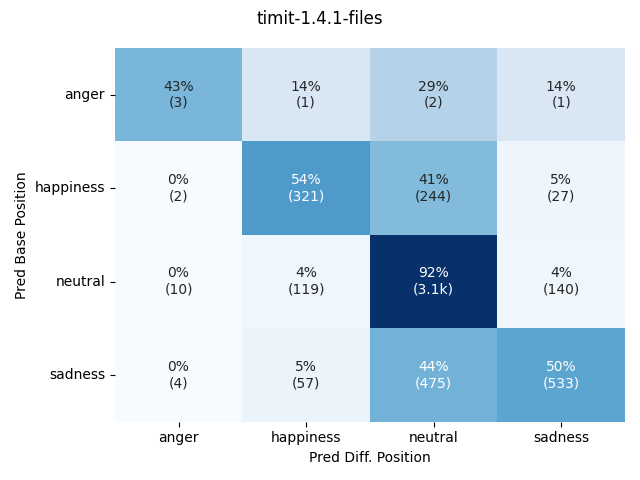 timit-1.4.1-files
Pred Base Position
anger
43%
(3)
14%
(1)
29%
(2)
14%
(1)
happiness
0%
(2)
54%
(321)
41%
(244)
5%
(27)
neutral
0%
(10)
4%
(119)
92%
(3.1k)
4%
(140)
sadness
0%
(4)
5%
(57)
44%
(475)
50%
(533)
anger
happiness
neutral
sadness
Pred Diff. Position